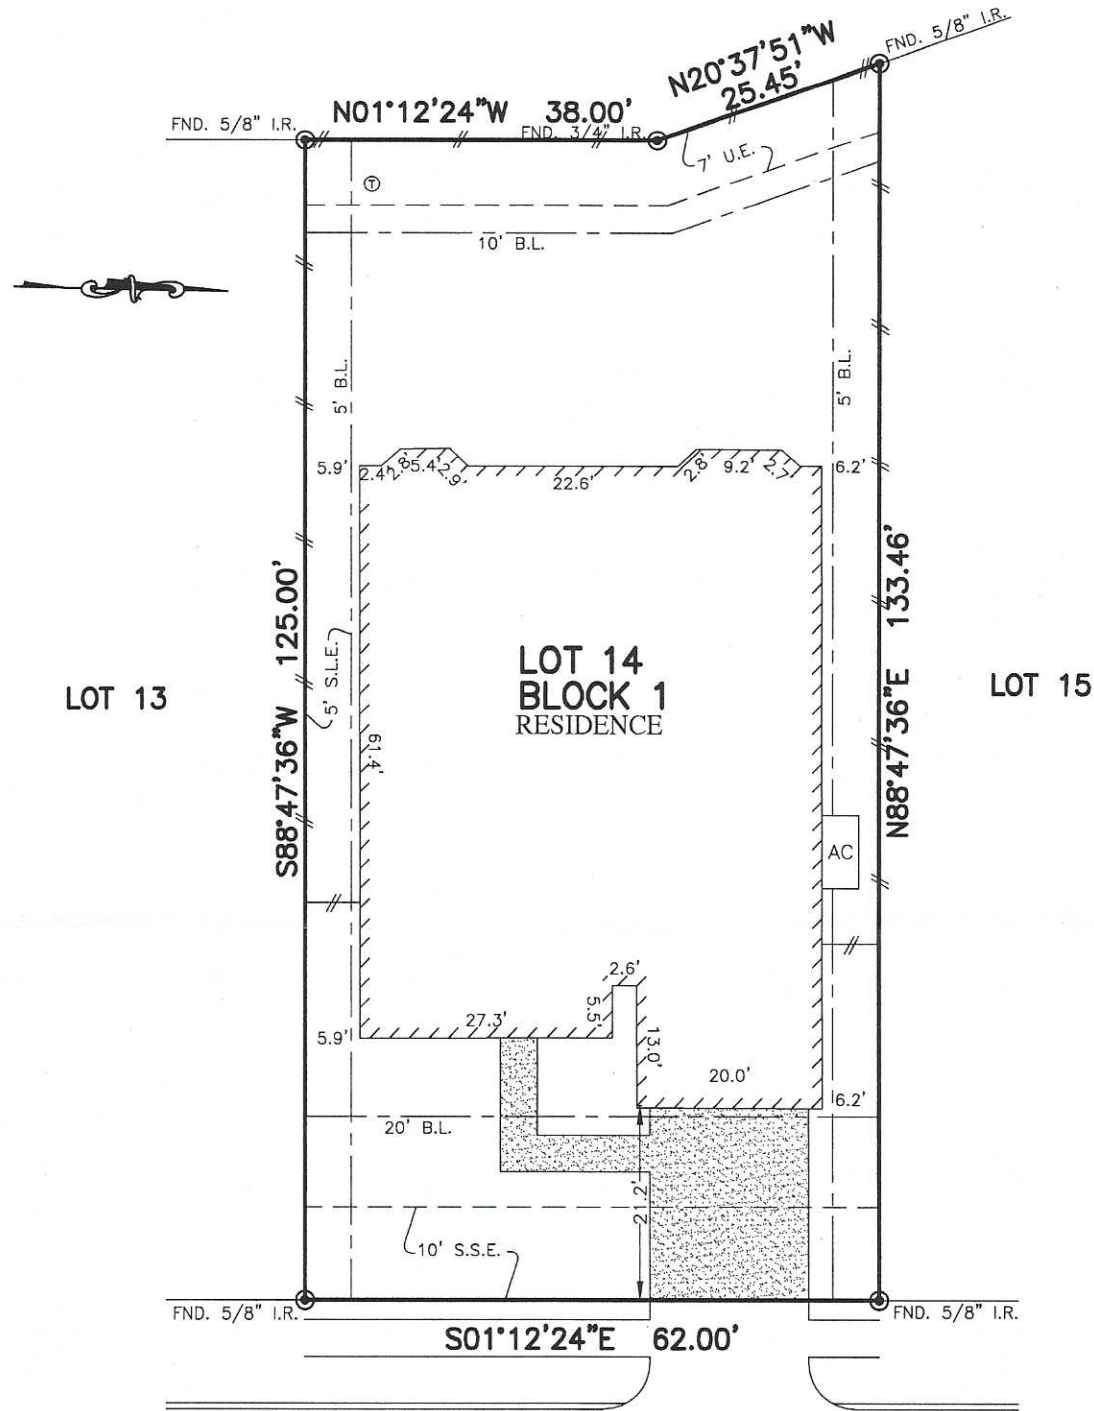 FND. 5/8" I.R.
N20°37'51"W
25.45'
N01°12'24"W 38.00'
FND. 5/8" I.R.
FND. 3/4" I.R.
7' U.E.
T
10' B.L.
5' B.L.
5' B.L.
5.9'
2.4'
2.8'
5.4'
2.9'
22.6'
2.8'
9.2'
2.7'
6.2'
S88°47'36"W 125.00'
N88°47'36"E 133.46'
5' S.L.E.
LOT 13
LOT 14
BLOCK 1
RESIDENCE
LOT 15
61.4'
AC
2.6'
5.5'
27.3'
13.0'
5.9'
20.0'
6.2'
20' B.L.
21.2'
10' S.S.E.
FND. 5/8" I.R.
FND. 5/8" I.R.
S01°12'24"E 62.00'